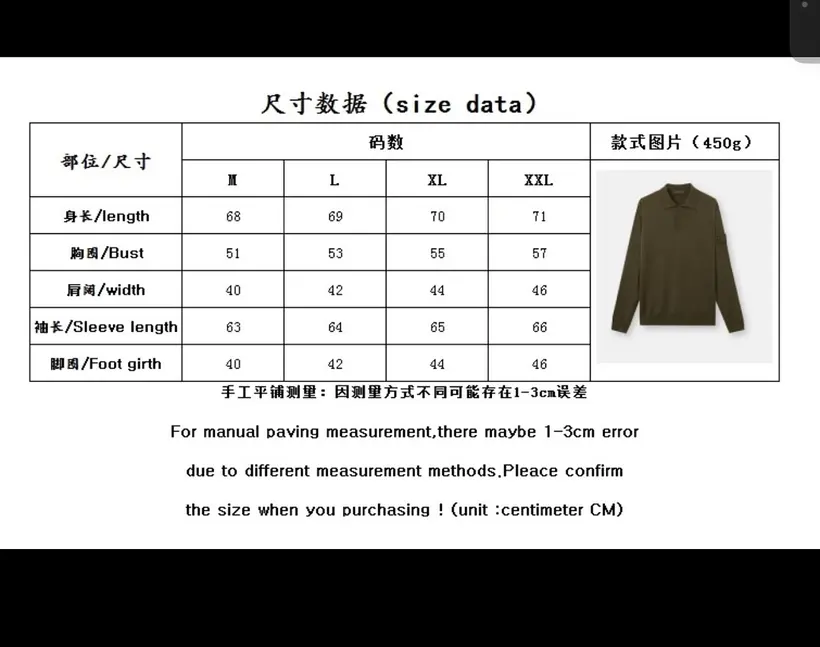 尺寸数据（size data）
部位/尺寸 码数 款式图片（450g）
M L XL XXL
身长/length 68 69 70 71
胸围/Bust 51 53 55 57
肩阔/width 40 42 44 46
袖长/Sleeve length 63 64 65 66
脚围/Foot girth 40 42 44 46
手工平铺测量：因测量方式不同可能存在1-3cm误差
For manual paving measurement,there maybe 1-3cm error
due to different measurement methods.Pleace confirm
the size when you purchasing！(unit :centimeter CM)